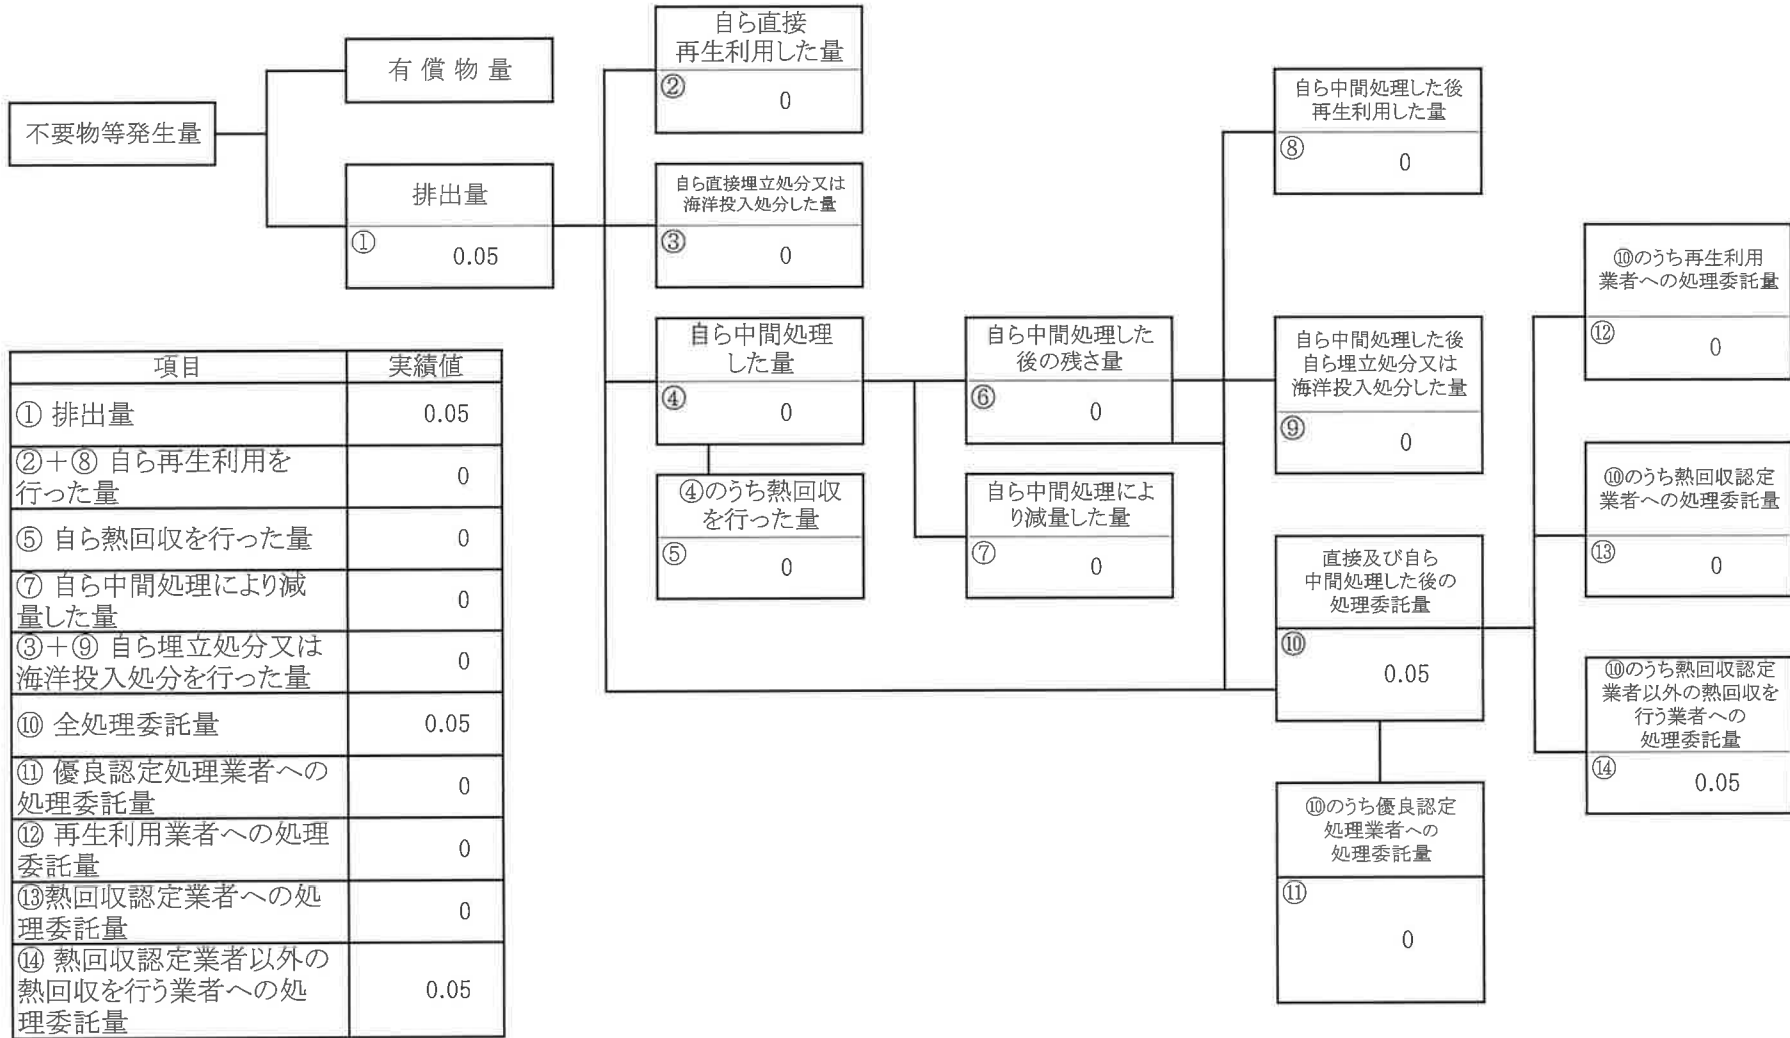 不要物等発生量
有償物量
排出量
①
0.05
自ら直接
再生利用した量
②
0
自ら直接埋立処分又は
海洋投入処分した量
③
0
自ら中間処理
した量
④
0
④のうち熱回収
を行った量
⑤
0
自ら中間処理した
後の残さ量
⑥
0
自ら中間処理によ
り減量した量
⑦
0
自ら中間処理した後
再生利用した量
⑧
0
自ら中間処理した後
自ら埋立処分又は
海洋投入処分した量
⑨
0
直接及び自ら
中間処理した後の
処理委託量
⑩
0.05
⑩のうち優良認定
処理業者への
処理委託量
⑪
0
⑩のうち再生利用
業者への処理委託量
⑫
0
⑩のうち熱回収認定
業者への処理委託量
⑬
0
⑩のうち熱回収認定
業者以外の熱回収を
行う業者への
処理委託量
⑭
0.05
項目 実績値
① 排出量 0.05
②＋⑧ 自ら再生利用を
行った量 0
⑤ 自ら熱回収を行った量 0
⑦ 自ら中間処理により減
量した量 0
③＋⑨ 自ら埋立処分又は
海洋投入処分を行った量 0
⑩ 全処理委託量 0.05
⑪ 優良認定処理業者への
処理委託量 0
⑫ 再生利用業者への処理
委託量 0
⑬熱回収認定業者への処
理委託量 0
⑭ 熱回収認定業者以外の
熱回収を行う業者への処
理委託量 0.05